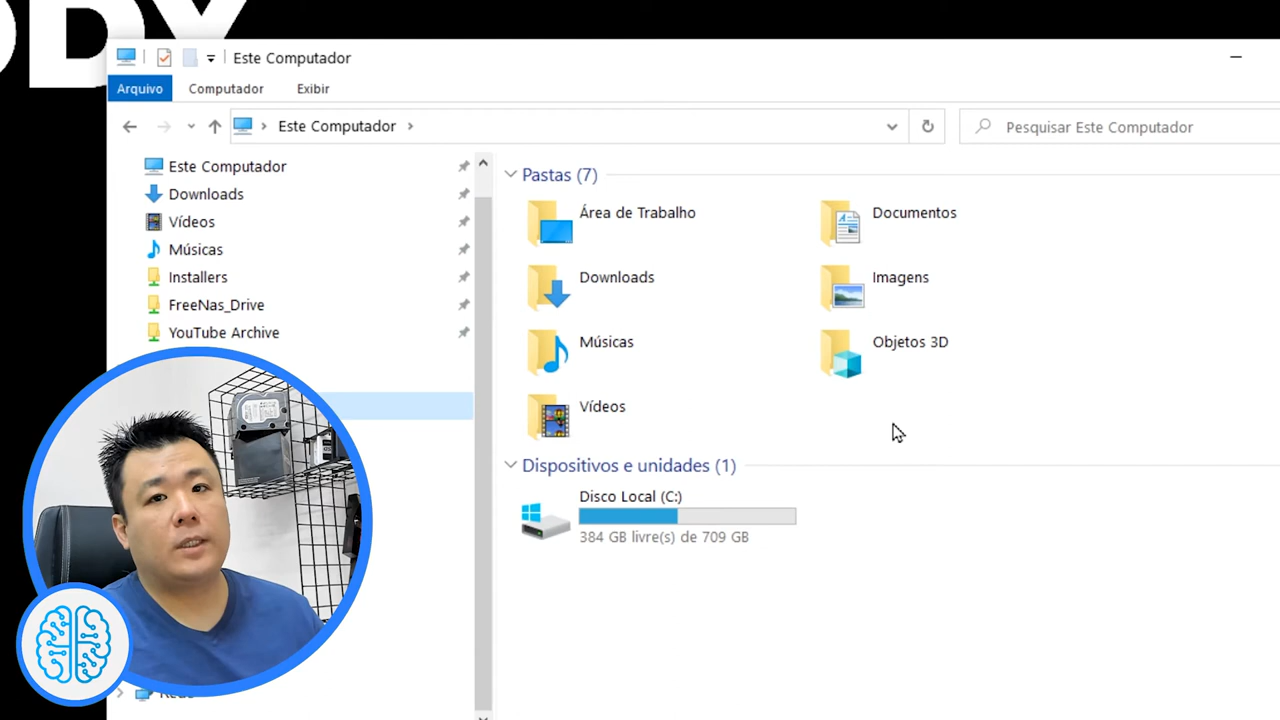 Este Computador
Arquivo Computador Exibir
Este Computador
Pesquisar Este Computador
Este Computador
Downloads
Vídeos
Músicas
Installers
FreeNas_Drive
YouTube Archive
Pastas (7)
Área de Trabalho
Documentos
Downloads
Imagens
Músicas
Objetos 3D
Vídeos
Dispositivos e unidades (1)
Disco Local (C:)
384 GB livre(s) de 709 GB